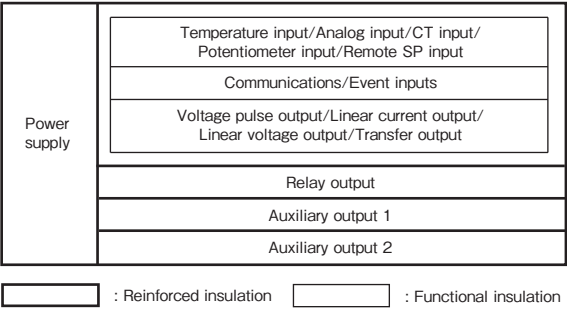 Power
supply
Temperature input/Analog input/CT input/
Potentiometer input/Remote SP input
Communications/Event inputs
Voltage pulse output/Linear current output/
Linear voltage output/Transfer output
Relay output
Auxiliary output 1
Auxiliary output 2
: Reinforced insulation
: Functional insulation